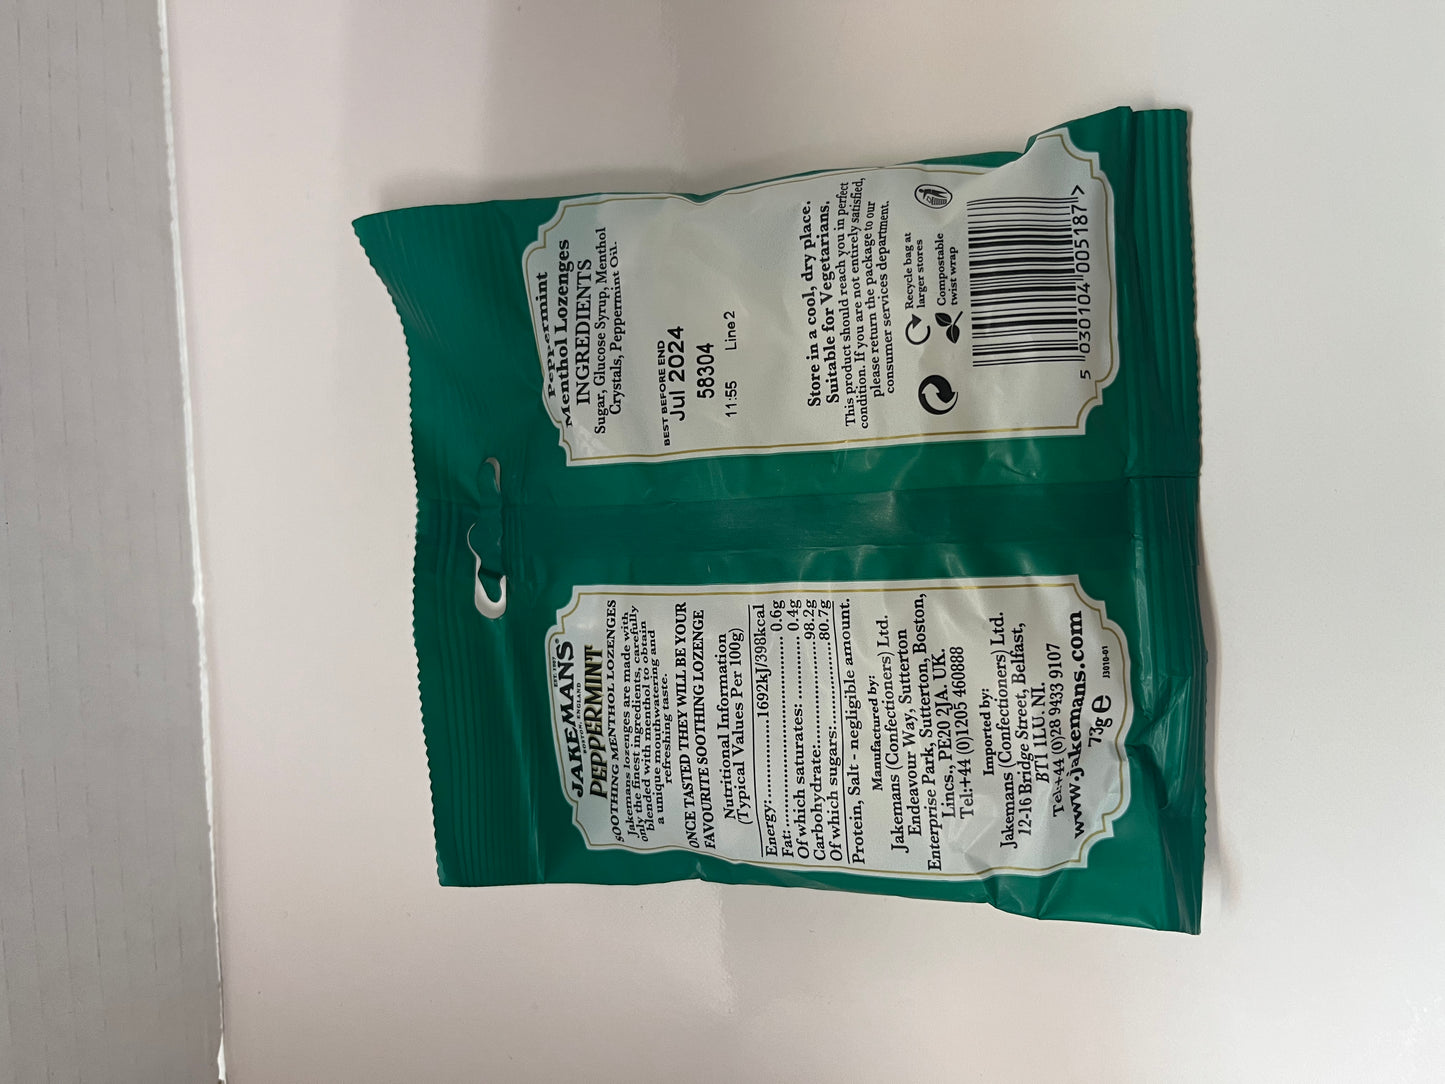 EST. 1907
JAKEMANS®
BOSTON, ENGLAND
PEPPERMINT
SOOTHING MENTHOL LOZENGES
Jakemans lozenges are made with
only the finest ingredients, carefully
blended with menthol to obtain
a unique mouthwatering and
refreshing taste.
ONCE TASTED THEY WILL BE YOUR
FAVOURITE SOOTHING LOZENGE
Nutritional Information
(Typical Values Per 100g)
Energy:....................1692kJ/398kcal
Fat:....................................... 0.6g
Of which saturates: ............ 0.4g
Carbohydrate:....................98.2g
Of which sugars:................80.7g
Protein, Salt - negligible amount.
Manufactured by:
Jakemans (Confectioners) Ltd.
Endeavour Way, Sutterton
Enterprise Park, Sutterton, Boston,
Lincs., PE20 2JA. UK.
Tel:+44 (0)1205 460888
Imported by:
Jakemans (Confectioners) Ltd.
12-16 Bridge Street, Belfast,
BT1 1LU. NI.
Tel:+44 (0)28 9433 9107
www.jakemans.com
73g e
J3010-01
Peppermint
Menthol Lozenges
INGREDIENTS
Sugar, Glucose Syrup, Menthol
Crystals, Peppermint Oil.
BEST BEFORE END
Jul 2024
58304
11:55 Line2
Store in a cool, dry place.
Suitable for Vegetarians.
This product should reach you in perfect
condition. If you are not entirely satisfied,
please return the package to our
consumer services department.
Recycle bag at
larger stores
Compostable
twist wrap
5 030104 005187 >